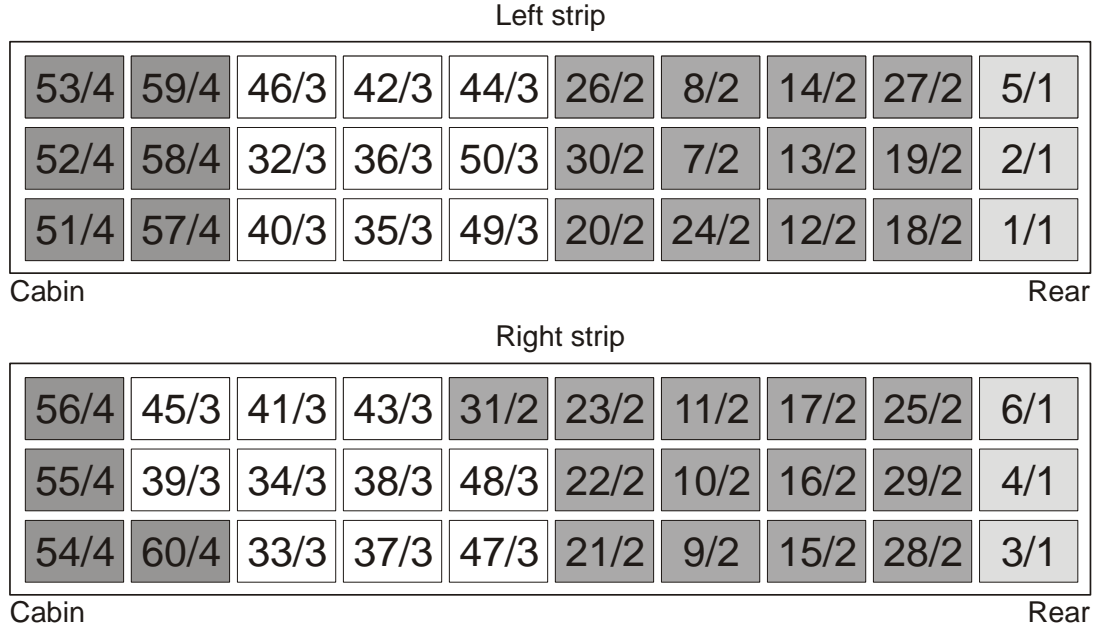 Left strip
53/4 59/4 46/3 42/3 44/3 26/2 8/2 14/2 27/2 5/1
52/4 58/4 32/3 36/3 50/3 30/2 7/2 13/2 19/2 2/1
51/4 57/4 40/3 35/3 49/3 20/2 24/2 12/2 18/2 1/1
Cabin Rear
Right strip
56/4 45/3 41/3 43/3 31/2 23/2 11/2 17/2 25/2 6/1
55/4 39/3 34/3 38/3 48/3 22/2 10/2 16/2 29/2 4/1
54/4 60/4 33/3 37/3 47/3 21/2 9/2 15/2 28/2 3/1
Cabin Rear